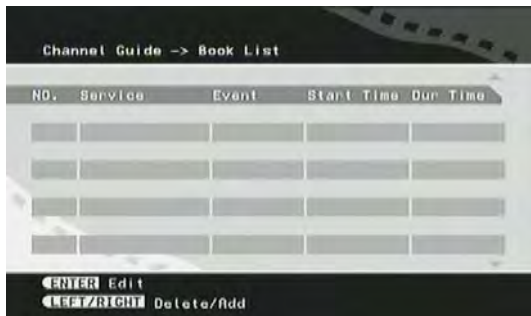 Channel Guide -> Book List
NO. Service Event Start Time Dur Time
ENTER Edit
LEFT/RIGHT Delete/Add